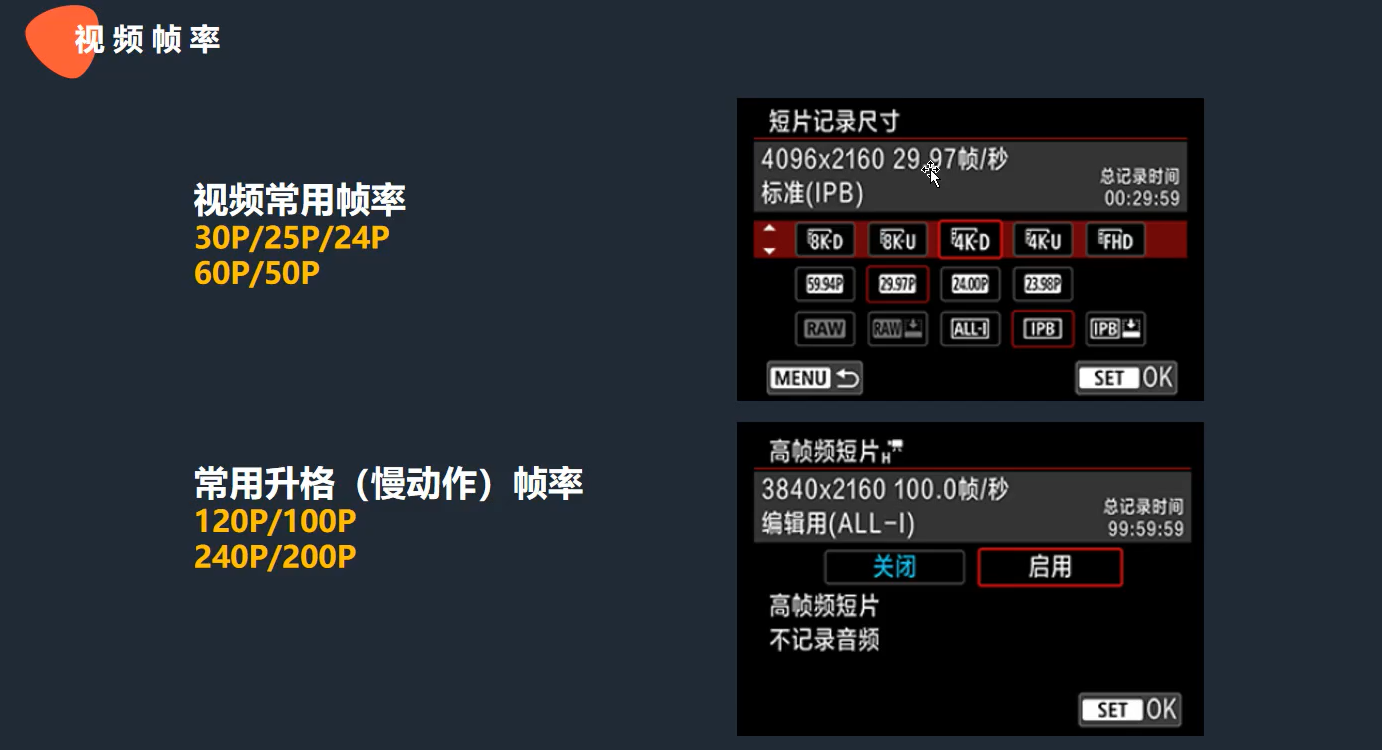 视频帧率
视频常用帧率
30P/25P/24P
60P/50P
常用升格（慢动作）帧率
120P/100P
240P/200P
短片记录尺寸
4096x2160 29.97帧/秒
标准(IPB)
总记录时间
00:29:59
8K-D 8K-U 4K-D 4K-U FHD
59.94P 29.97P 24.00P 23.98P
RAW RAW ALL-I IPB IPB
MENU SET OK
高帧频短片 H
3840x2160 100.0帧/秒
编辑用(ALL-I)
总记录时间
99:59:59
关闭 启用
高帧频短片
不记录音频
SET OK